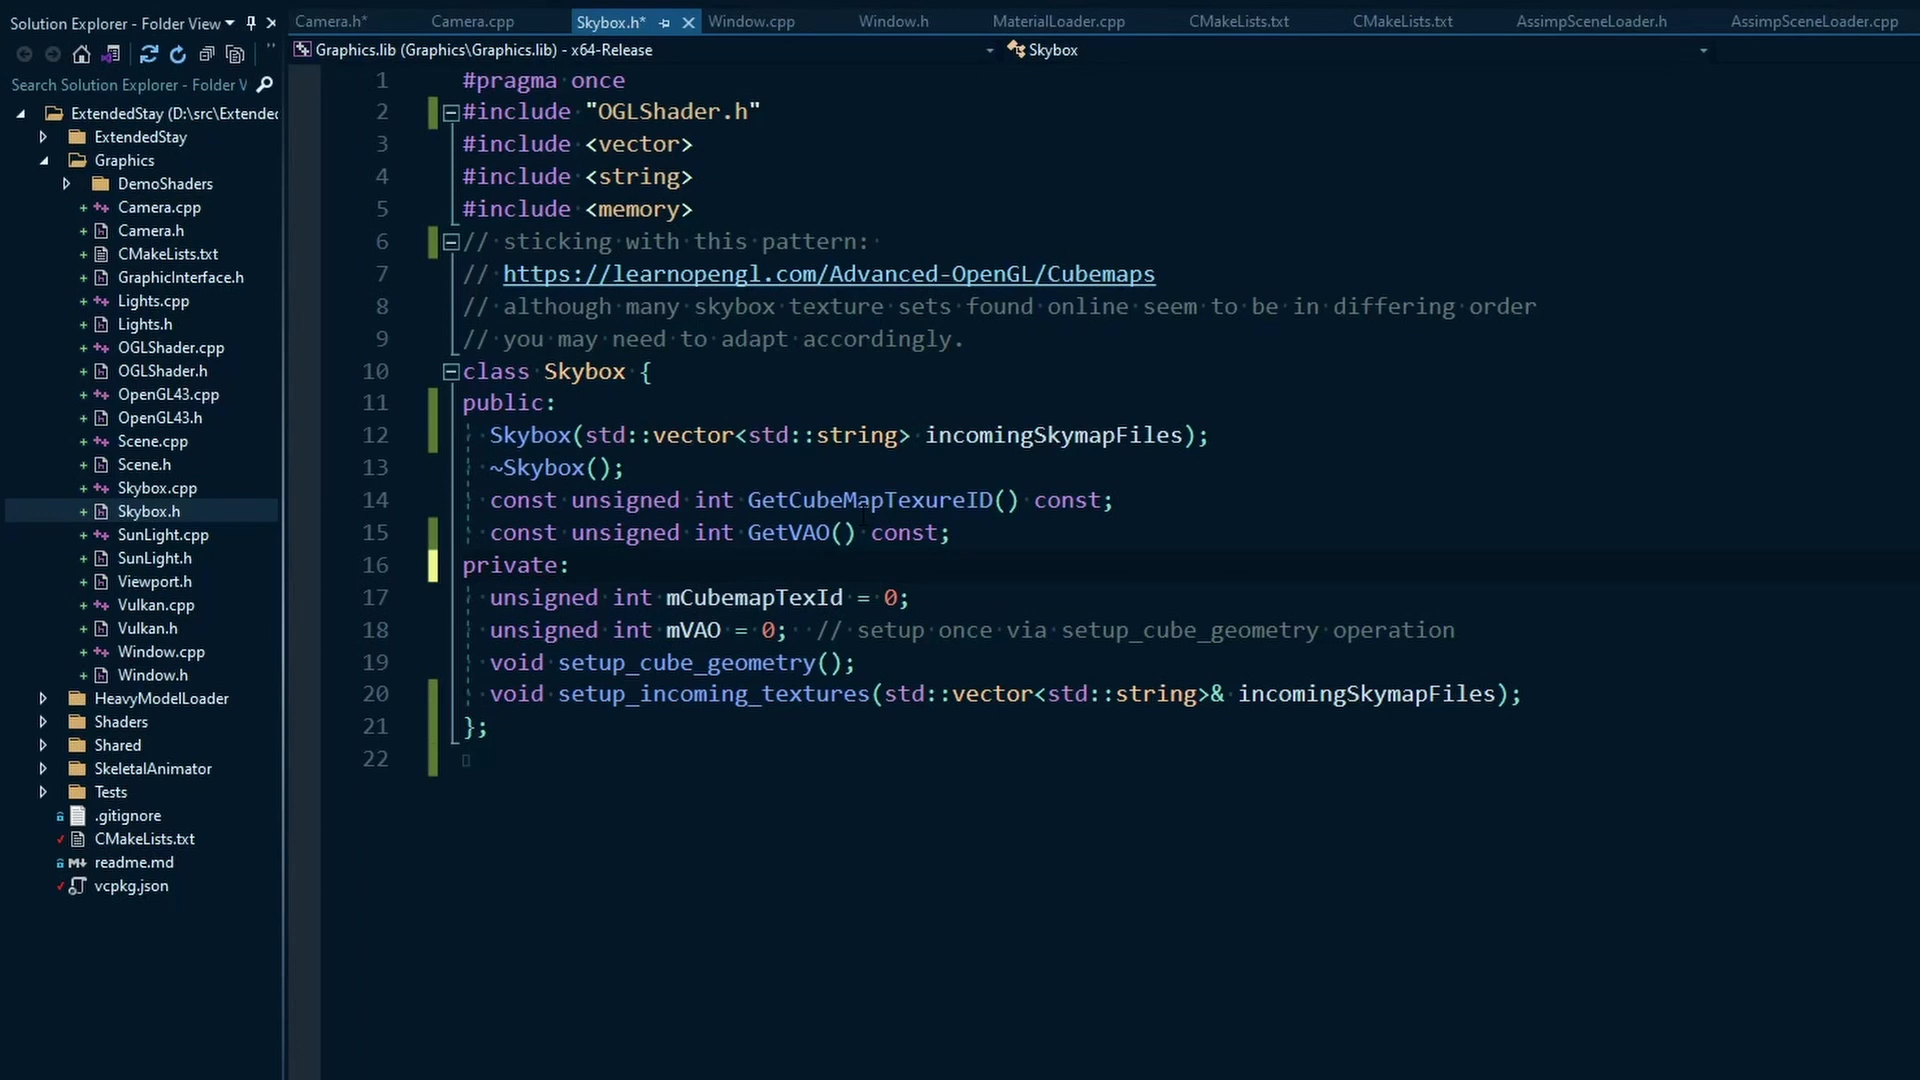 Solution Explorer - Folder View
Search Solution Explorer - Folder V
ExtendedStay (D:\src\Extended
ExtendedStay
Graphics
DemoShaders
Camera.cpp
Camera.h
CMakeLists.txt
GraphicInterface.h
Lights.cpp
Lights.h
OGLShader.cpp
OGLShader.h
OpenGL43.cpp
OpenGL43.h
Scene.cpp
Scene.h
Skybox.cpp
Skybox.h
SunLight.cpp
SunLight.h
Viewport.h
Vulkan.cpp
Vulkan.h
Window.cpp
Window.h
HeavyModelLoader
Shaders
Shared
SkeletalAnimator
Tests
.gitignore
CMakeLists.txt
readme.md
vcpkg.json
Camera.h* Camera.cpp Skybox.h* Window.cpp Window.h MaterialLoader.cpp CMakeLists.txt CMakeLists.txt AssimpSceneLoader.h AssimpSceneLoader.cpp
Graphics.lib (Graphics\Graphics.lib) - x64-Release Skybox
1 #pragma once
2 #include "OGLShader.h"
3 #include <vector>
4 #include <string>
5 #include <memory>
6 // sticking with this pattern:
7 // https://learnopengl.com/Advanced-OpenGL/Cubemaps
8 // although many skybox texture sets found online seem to be in differing order
9 // you may need to adapt accordingly.
10 class Skybox {
11 public:
12 Skybox(std::vector<std::string> incomingSkymapFiles);
13 ~Skybox();
14 const unsigned int GetCubeMapTexureID() const;
15 const unsigned int GetVAO() const;
16 private:
17 unsigned int mCubemapTexId = 0;
18 unsigned int mVAO = 0; // setup once via setup_cube_geometry operation
19 void setup_cube_geometry();
20 void setup_incoming_textures(std::vector<std::string>& incomingSkymapFiles);
21 };
22